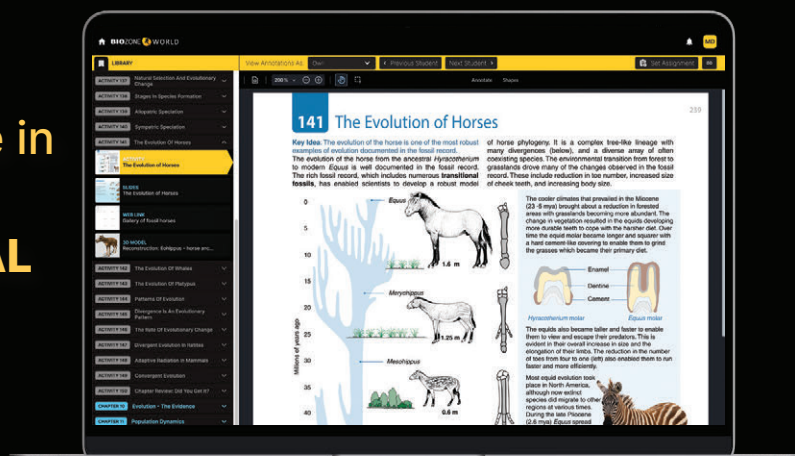 e in
AL
BIOZONE WORLD
MD
LIBRARY
View Annotations As: Own
Previous Student
Next Student
Set Assignment
Annotate
Shapes
ACTIVITY 137 Natural Selection And Evolutionary Change
ACTIVITY 138 Stages In Species Formation
ACTIVITY 139 Allopatric Speciation
ACTIVITY 140 Sympatric Speciation
ACTIVITY 141 The Evolution Of Horses
ACTIVITY
The Evolution of Horses
SLIDES
The Evolution of Horses
WEB LINK
Gallery of fossil horses
3D MODEL
ACTIVITY 142 The Evolution Of Whales
ACTIVITY 143 The Evolution Of Platypus
ACTIVITY 144 Patterns Of Evolution
ACTIVITY 145 Divergence Is An Evolutionary Pattern
ACTIVITY 146 The Rate Of Evolutionary Change
ACTIVITY 147 Divergent Evolution in Ratites
ACTIVITY 148 Adaptive Radiation in Mammals
ACTIVITY 149 Convergent Evolution
ACTIVITY 150 Chapter Review: Did You Get It?
CHAPTER 10 Evolution - The Evidence
CHAPTER 11 Population Dynamics
239
141 The Evolution of Horses
Key Idea: The evolution of the horse is one of the most robust
examples of evolution documented in the fossil record.
The evolution of the horse from the ancestral Hyracotherium
to modern Equus is well documented in the fossil record.
The rich fossil record, which includes numerous transitional
fossils, has enabled scientists to develop a robust model
of horse phylogeny. It is a complex tree-like lineage with
many divergences (below), and a diverse array of often
coexisting species. The environmental transition from forest to
grasslands drove many of the changes observed in the fossil
record. These include reduction in toe number, increased size
of cheek teeth, and increasing body size.
0
5
10
15
20
25
30
35
40
Millions of years ago
Equus
1.6 m
Merychippus
1.25 m
Mesohippus
0.6 m
The cooler climates that prevailed in the Miocene
(23 -5 mya) brought about a reduction in forested
areas with grasslands becoming more abundant. The
change in vegetation resulted in the equids developing
more durable teeth to cope with the harsher diet. Over
time the equid molar became longer and squarer with
a hard cement-like covering to enable them to grind
the grasses which became their primary diet.
Enamel
Dentine
Cement
Hyracotherium molar
Equus molar
The equids also became taller and faster to enable
them to view and escape their predators. This is
evident in their overall increase in size and the
elongation of their limbs. The reduction in the number
of toes from four to one (left) also enabled them to run
faster and more efficiently.
Most equid evolution took
place in North America,
although now extinct
species did migrate to other
regions at various times.
During the late Pliocene
(2.6 mya) Equus spread